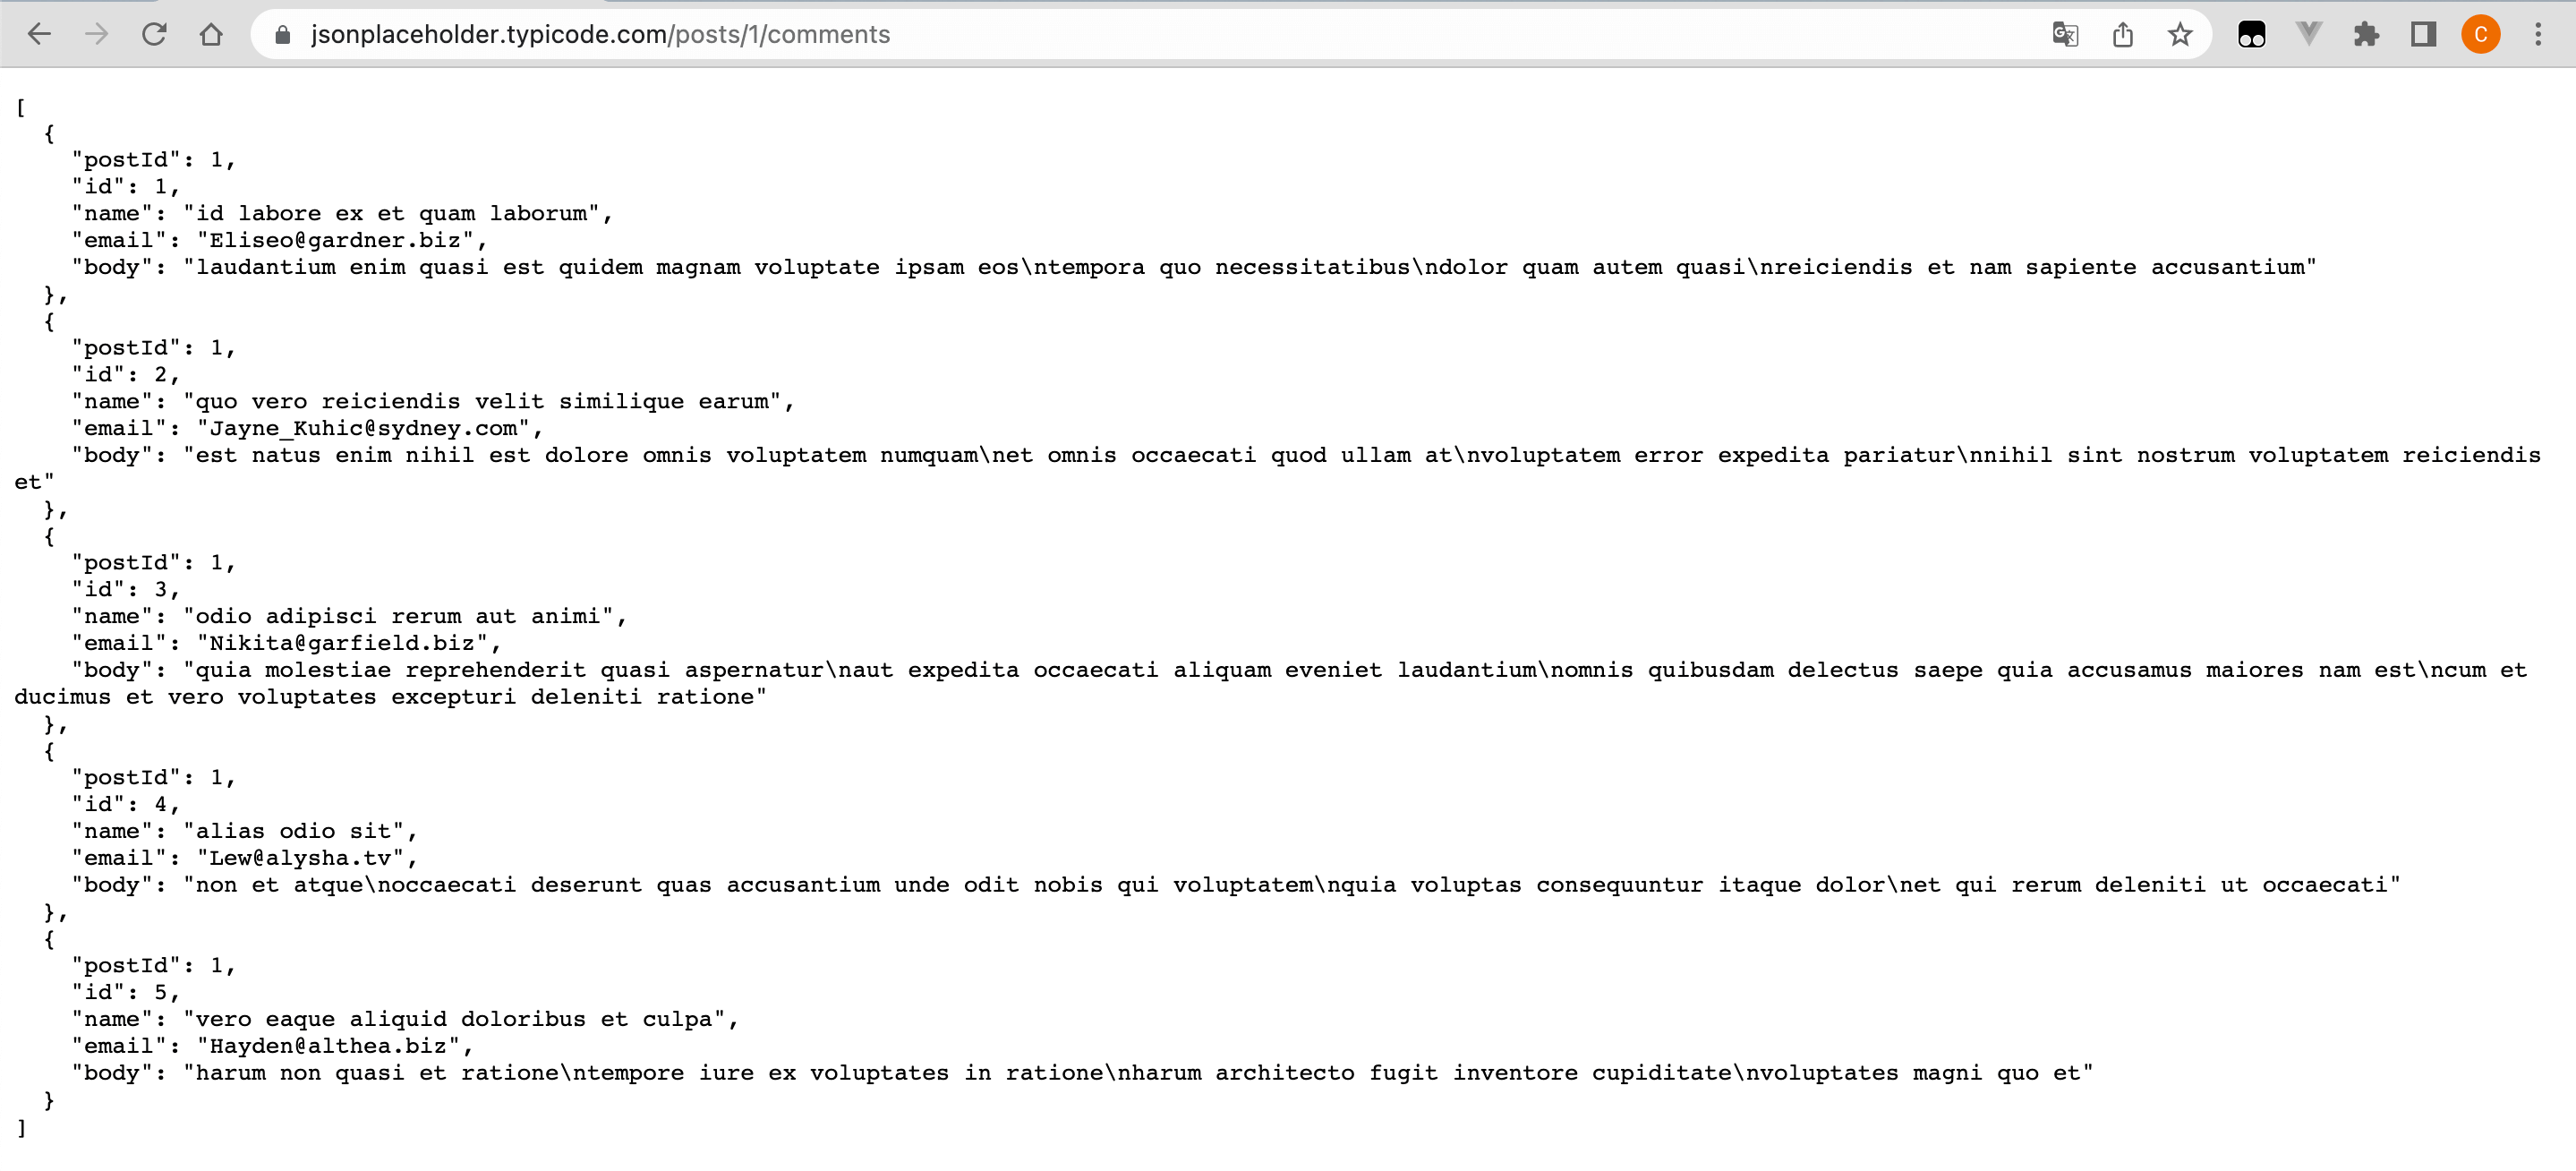 jsonplaceholder.typicode.com/posts/1/comments
C
[
  {
    "postId": 1,
    "id": 1,
    "name": "id labore ex et quam laborum",
    "email": "Eliseo@gardner.biz",
    "body": "laudantium enim quasi est quidem magnam voluptate ipsam eos\ntempora quo necessitatibus\ndolor quam autem quasi\nreiciendis et nam sapiente accusantium"
  },
  {
    "postId": 1,
    "id": 2,
    "name": "quo vero reiciendis velit similique earum",
    "email": "Jayne_Kuhic@sydney.com",
    "body": "est natus enim nihil est dolore omnis voluptatem numquam\net omnis occaecati quod ullam at\nvoluptatem error expedita pariatur\nnihil sint nostrum voluptatem reiciendis
et"
  },
  {
    "postId": 1,
    "id": 3,
    "name": "odio adipisci rerum aut animi",
    "email": "Nikita@garfield.biz",
    "body": "quia molestiae reprehenderit quasi aspernatur\naut expedita occaecati aliquam eveniet laudantium\nomnis quibusdam delectus saepe quia accusamus maiores nam est\ncum et
ducimus et vero voluptates excepturi deleniti ratione"
  },
  {
    "postId": 1,
    "id": 4,
    "name": "alias odio sit",
    "email": "Lew@alysha.tv",
    "body": "non et atque\noccaecati deserunt quas accusantium unde odit nobis qui voluptatem\nquia voluptas consequuntur itaque dolor\net qui rerum deleniti ut occaecati"
  },
  {
    "postId": 1,
    "id": 5,
    "name": "vero eaque aliquid doloribus et culpa",
    "email": "Hayden@althea.biz",
    "body": "harum non quasi et ratione\ntempore iure ex voluptates in ratione\nharum architecto fugit inventore cupiditate\nvoluptates magni quo et"
  }
]